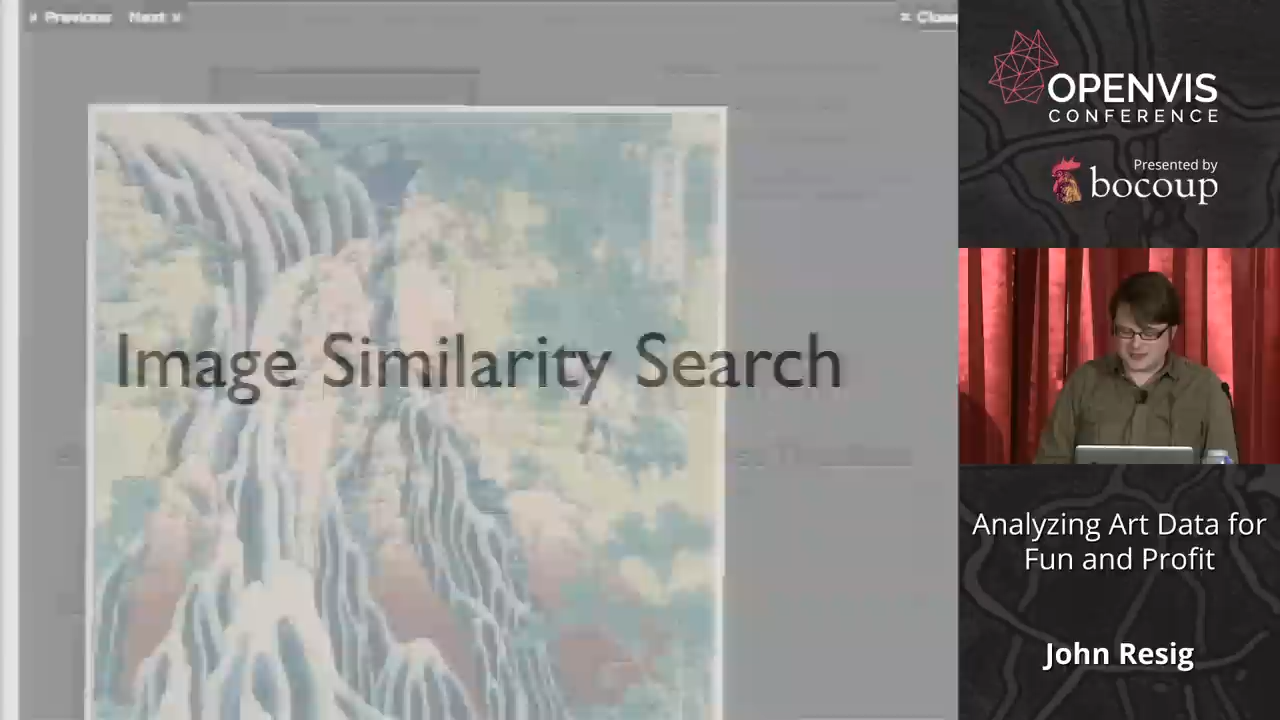 « Previous Next »
× Close
Image Similarity Search
OPENVIS
CONFERENCE
Presented by
bocoup
Analyzing Art Data for
Fun and Profit
John Resig